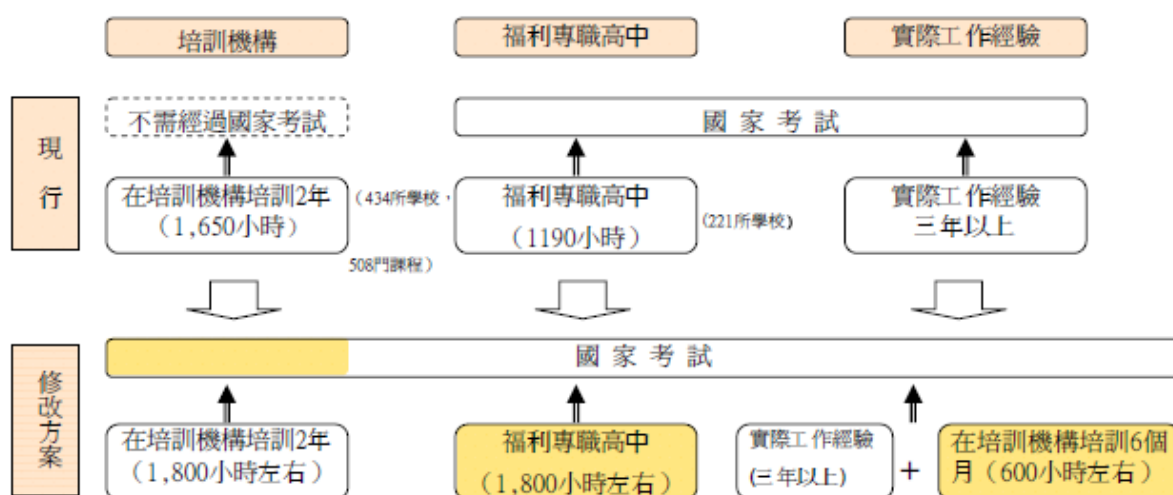 培訓機構
福利專職高中
實際工作經驗
現
行
不需經過國家考試
國家考試
在培訓機構培訓2年
（1,650小時）
（434所學校，
508門課程）
福利專職高中
（1190小時）
(221所學校)
實際工作經驗
三年以上
修改方案
國家考試
在培訓機構培訓2年
（1,800小時左右）
福利專職高中
（1,800小時左右）
實際工作經驗
(三年以上)
+
在培訓機構培訓6個
月（600小時左右）